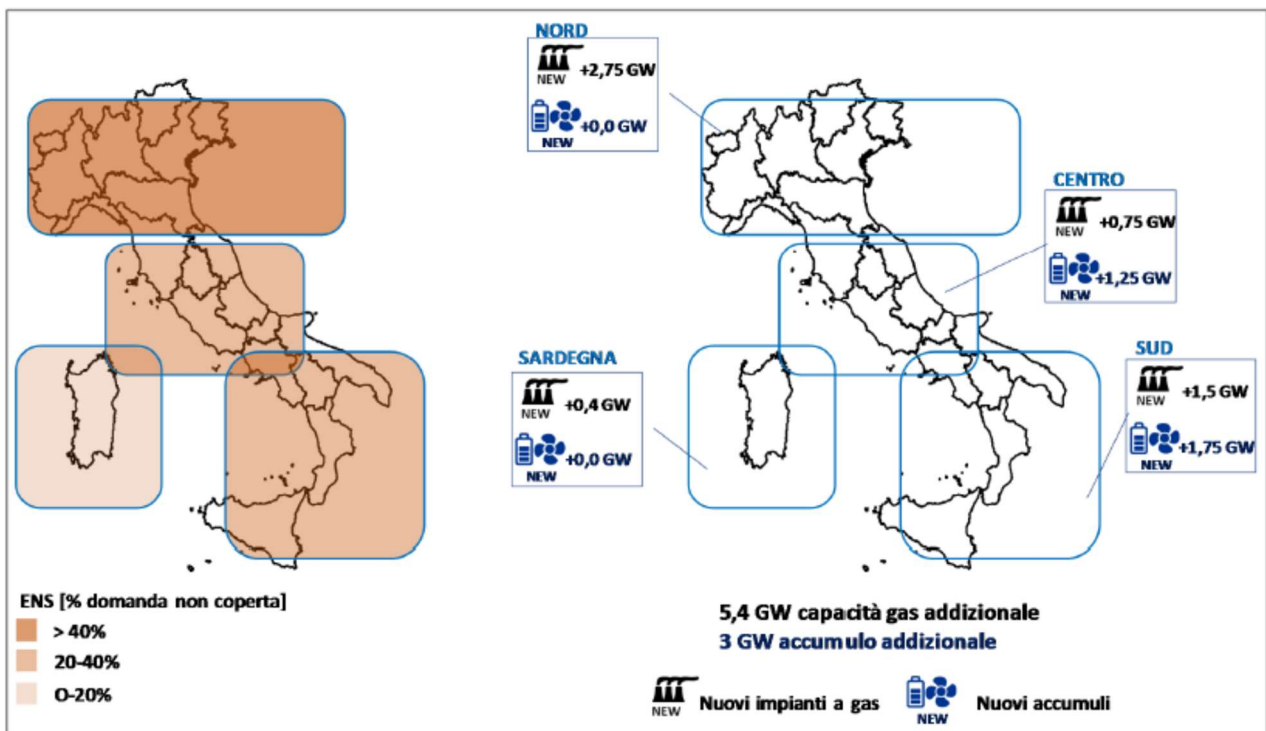 NORD
+2,75 GW
NEW
+0,0 GW
NEW
CENTRO
+0,75 GW
NEW
+1,25 GW
NEW
SARDEGNA
+0,4 GW
NEW
+0,0 GW
NEW
SUD
+1,5 GW
NEW
+1,75 GW
NEW
ENS [% domanda non coperta]
> 40%
20-40%
O-20%
5,4 GW capacità gas addizionale
3 GW accumulo addizionale
NEW Nuovi impianti a gas
NEW Nuovi accumuli